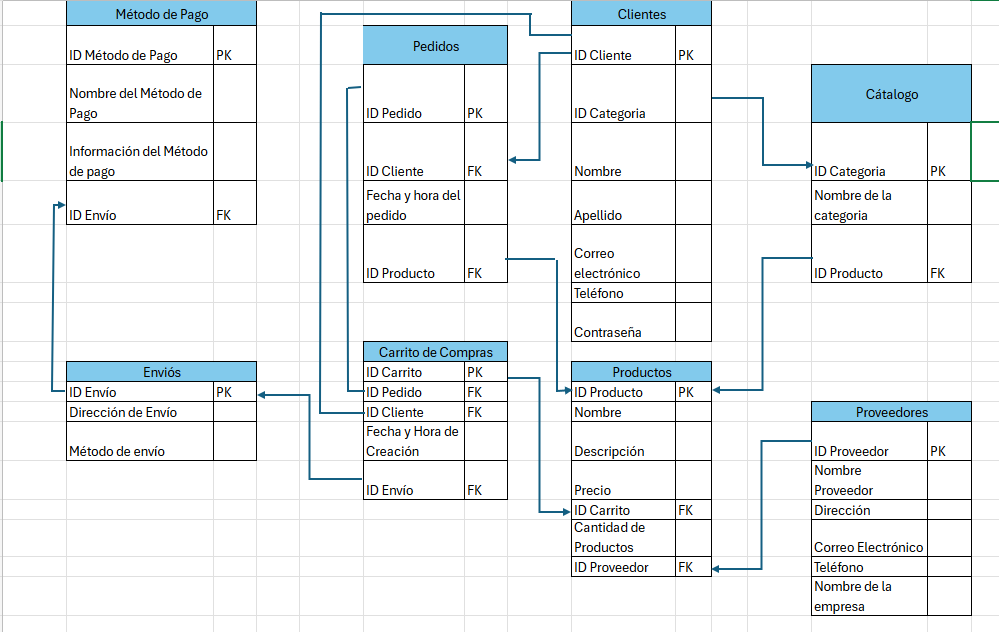 Método de Pago
ID Método de Pago PK
Nombre del Método de
Pago
Información del Método
de pago
ID Envío FK
Pedidos
ID Pedido PK
ID Cliente FK
Fecha y hora del
pedido
ID Producto FK
Clientes
ID Cliente PK
ID Categoria
Nombre
Apellido
Correo
electrónico
Teléfono
Contraseña
Cátalogo
ID Categoria PK
Nombre de la
categoria
ID Producto FK
Enviós
ID Envío PK
Dirección de Envío
Método de envío
Carrito de Compras
ID Carrito PK
ID Pedido FK
ID Cliente FK
Fecha y Hora de
Creación
ID Envío FK
Productos
ID Producto PK
Nombre
Descripción
Precio
ID Carrito FK
Cantidad de
Productos
ID Proveedor FK
Proveedores
ID Proveedor PK
Nombre
Proveedor
Dirección
Correo Electrónico
Teléfono
Nombre de la
empresa